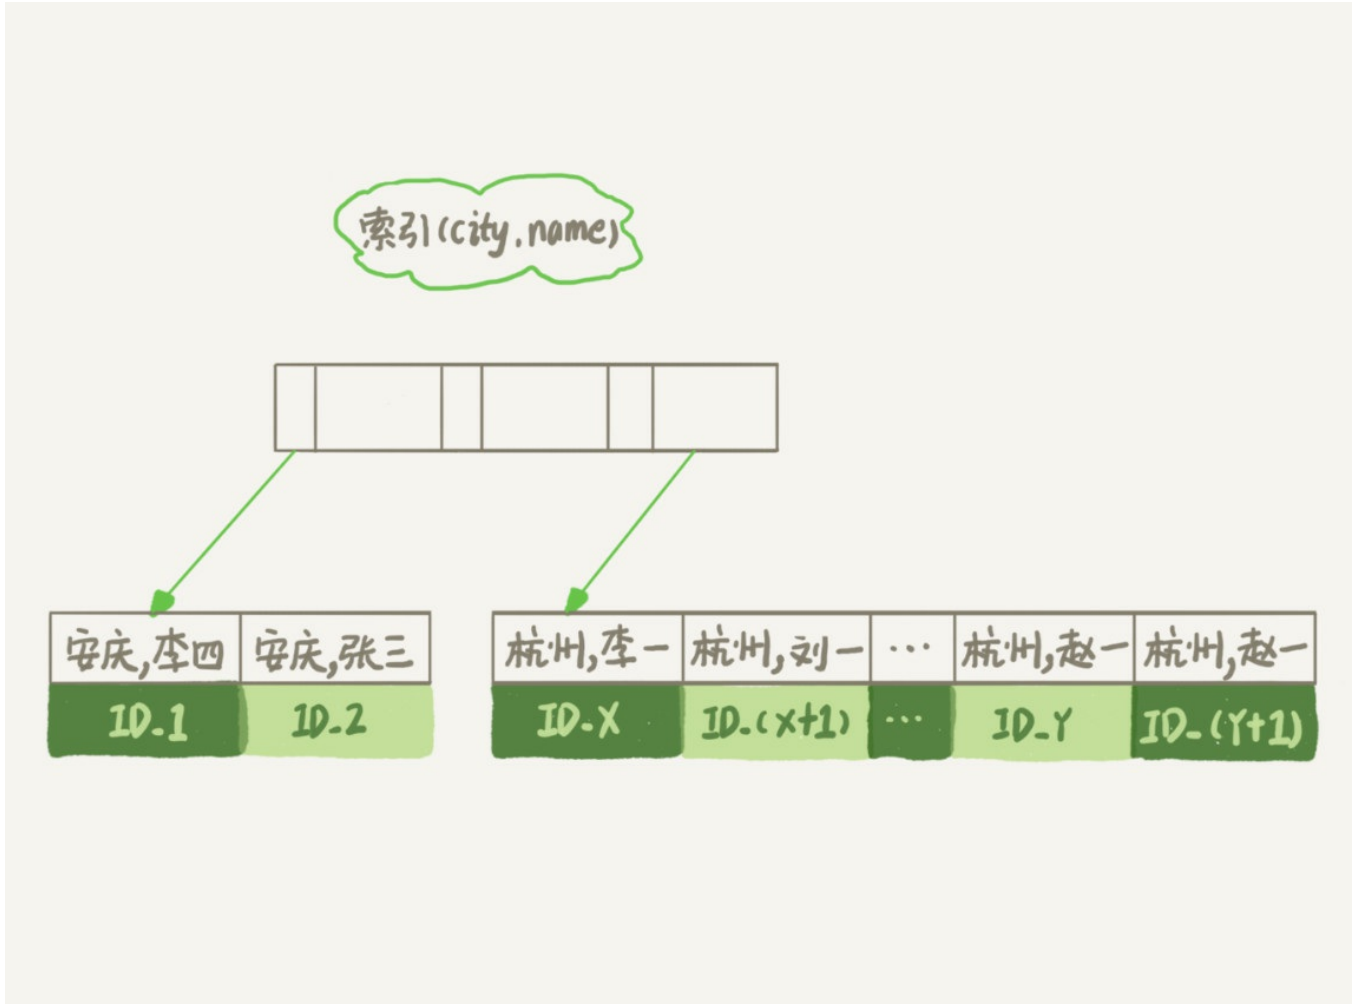 索引(city,name)
安庆,李四 安庆,张三 杭州,李一 杭州,刘一 ... 杭州,赵一 杭州,赵一
ID_1 ID_2 ID_X ID_(X+1) ... ID_Y ID_(Y+1)